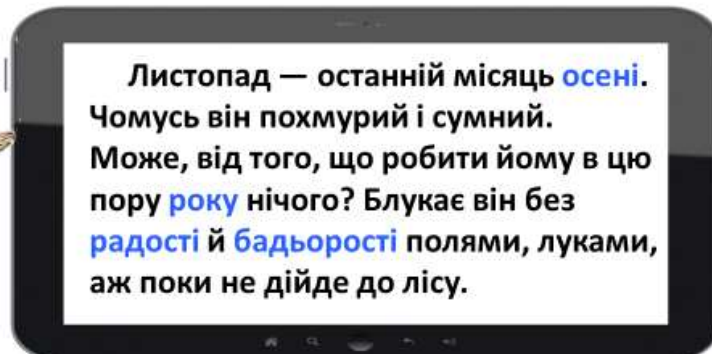 Листопад — останній місяць осені.
Чомусь він похмурий і сумний.
Може, від того, що робити йому в цю
пору року нічого? Блукає він без
радості й бадьорості полями, луками,
аж поки не дійде до лісу.